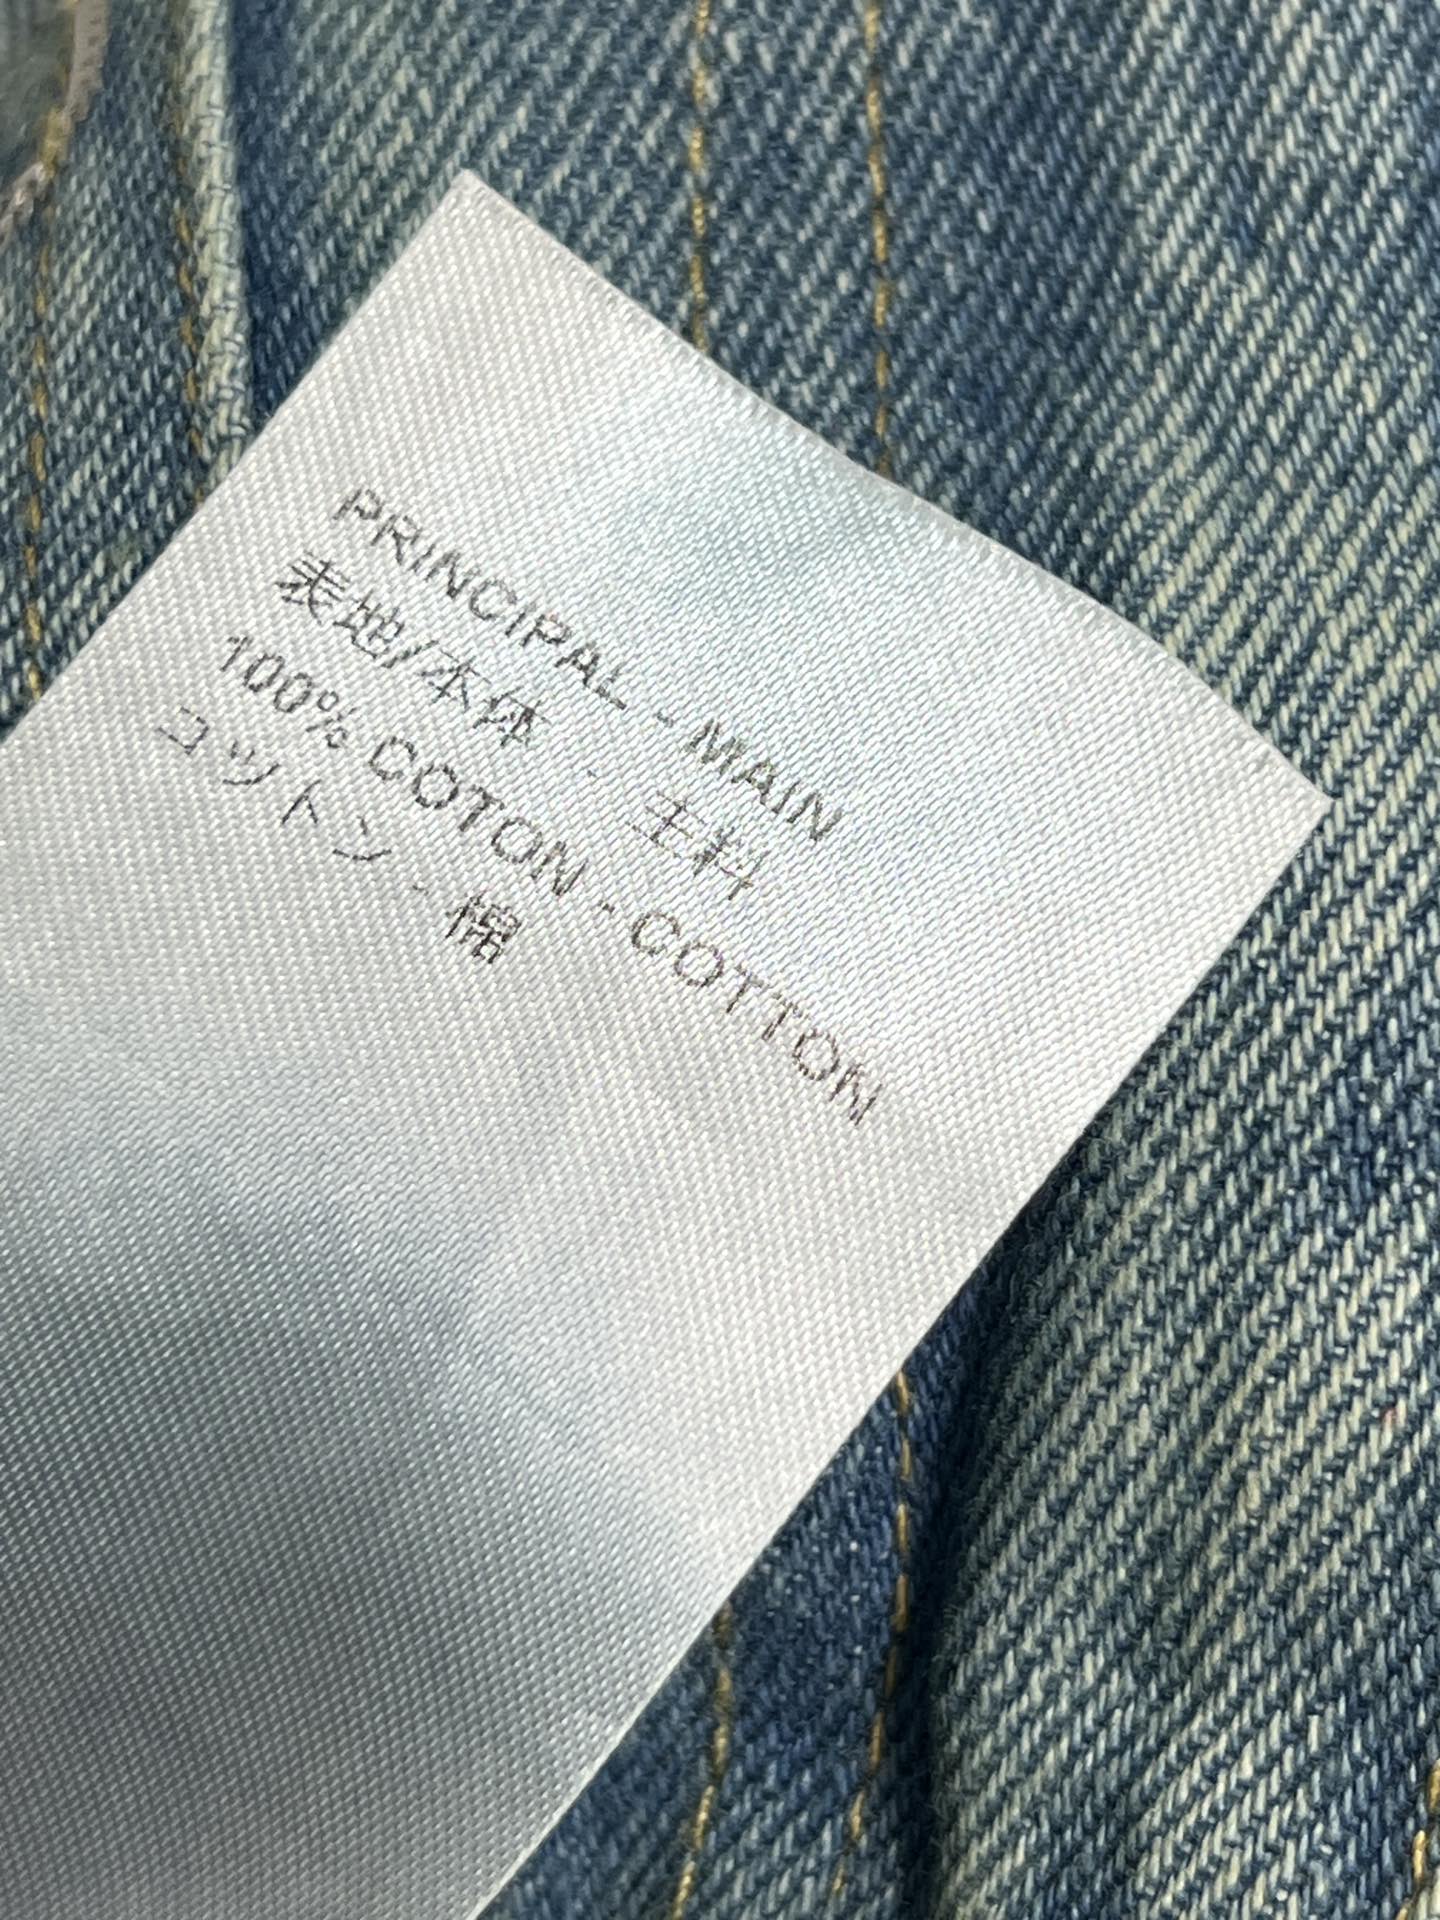 PRINCIPAL - MAIN
表地/本体 - 主料
100% COTON - COTTON
コットン - 棉